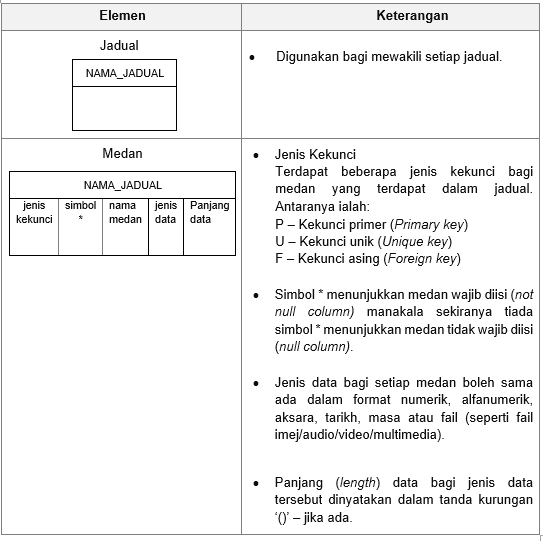 Elemen
Keterangan
Jadual
NAMA_JADUAL
• Digunakan bagi mewakili setiap jadual.
Medan
NAMA_JADUAL
jenis kekunci
simbol *
nama medan
jenis data
Panjang data
• Jenis Kekunci
Terdapat beberapa jenis kekunci bagi
medan yang terdapat dalam jadual.
Antaranya ialah:
P – Kekunci primer (Primary key)
U – Kekunci unik (Unique key)
F – Kekunci asing (Foreign key)
• Simbol * menunjukkan medan wajib diisi (not
null column) manakala sekiranya tiada
simbol * menunjukkan medan tidak wajib diisi
(null column).
• Jenis data bagi setiap medan boleh sama
ada dalam format numerik, alfanumerik,
aksara, tarikh, masa atau fail (seperti fail
imej/audio/video/multimedia).
• Panjang (length) data bagi jenis data
tersebut dinyatakan dalam tanda kurungan
‘()’ – jika ada.